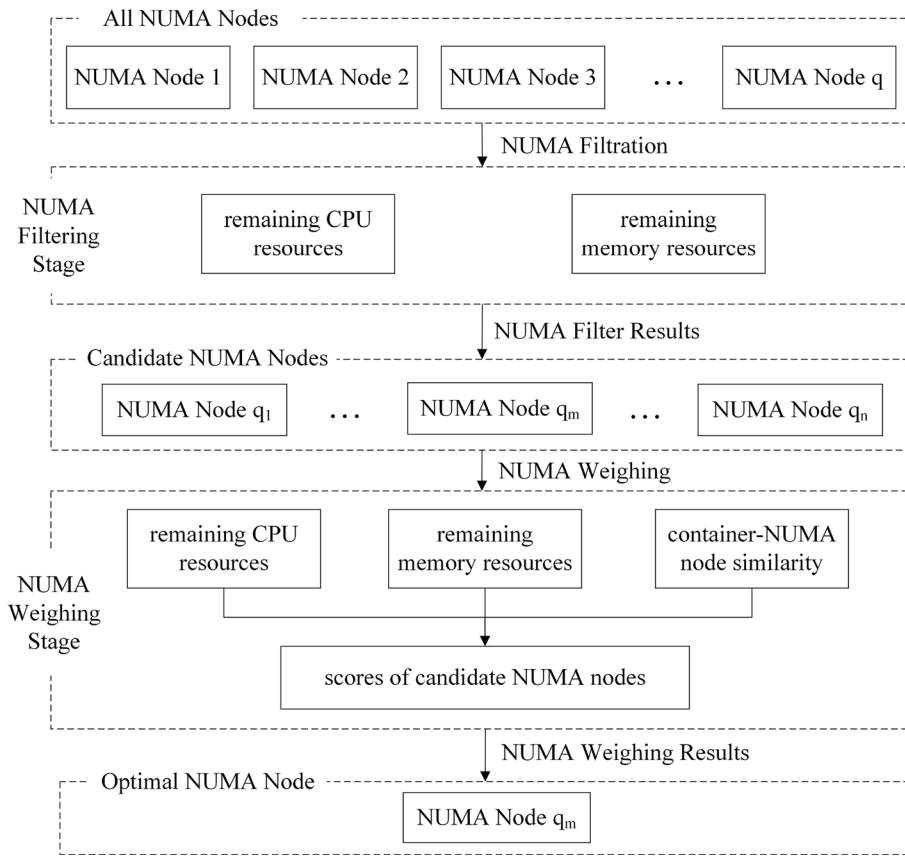 All NUMA Nodes
NUMA Node 1
NUMA Node 2
NUMA Node 3
...
NUMA Node q
NUMA Filtration
NUMA
Filtering
Stage
remaining CPU
resources
remaining
memory resources
NUMA Filter Results
Candidate NUMA Nodes
NUMA Node q₁
...
NUMA Node qₘ
...
NUMA Node qₙ
NUMA Weighing
NUMA
Weighing
Stage
remaining CPU
resources
remaining
memory resources
container-NUMA
node similarity
scores of candidate NUMA nodes
NUMA Weighing Results
Optimal NUMA Node
NUMA Node qₘ